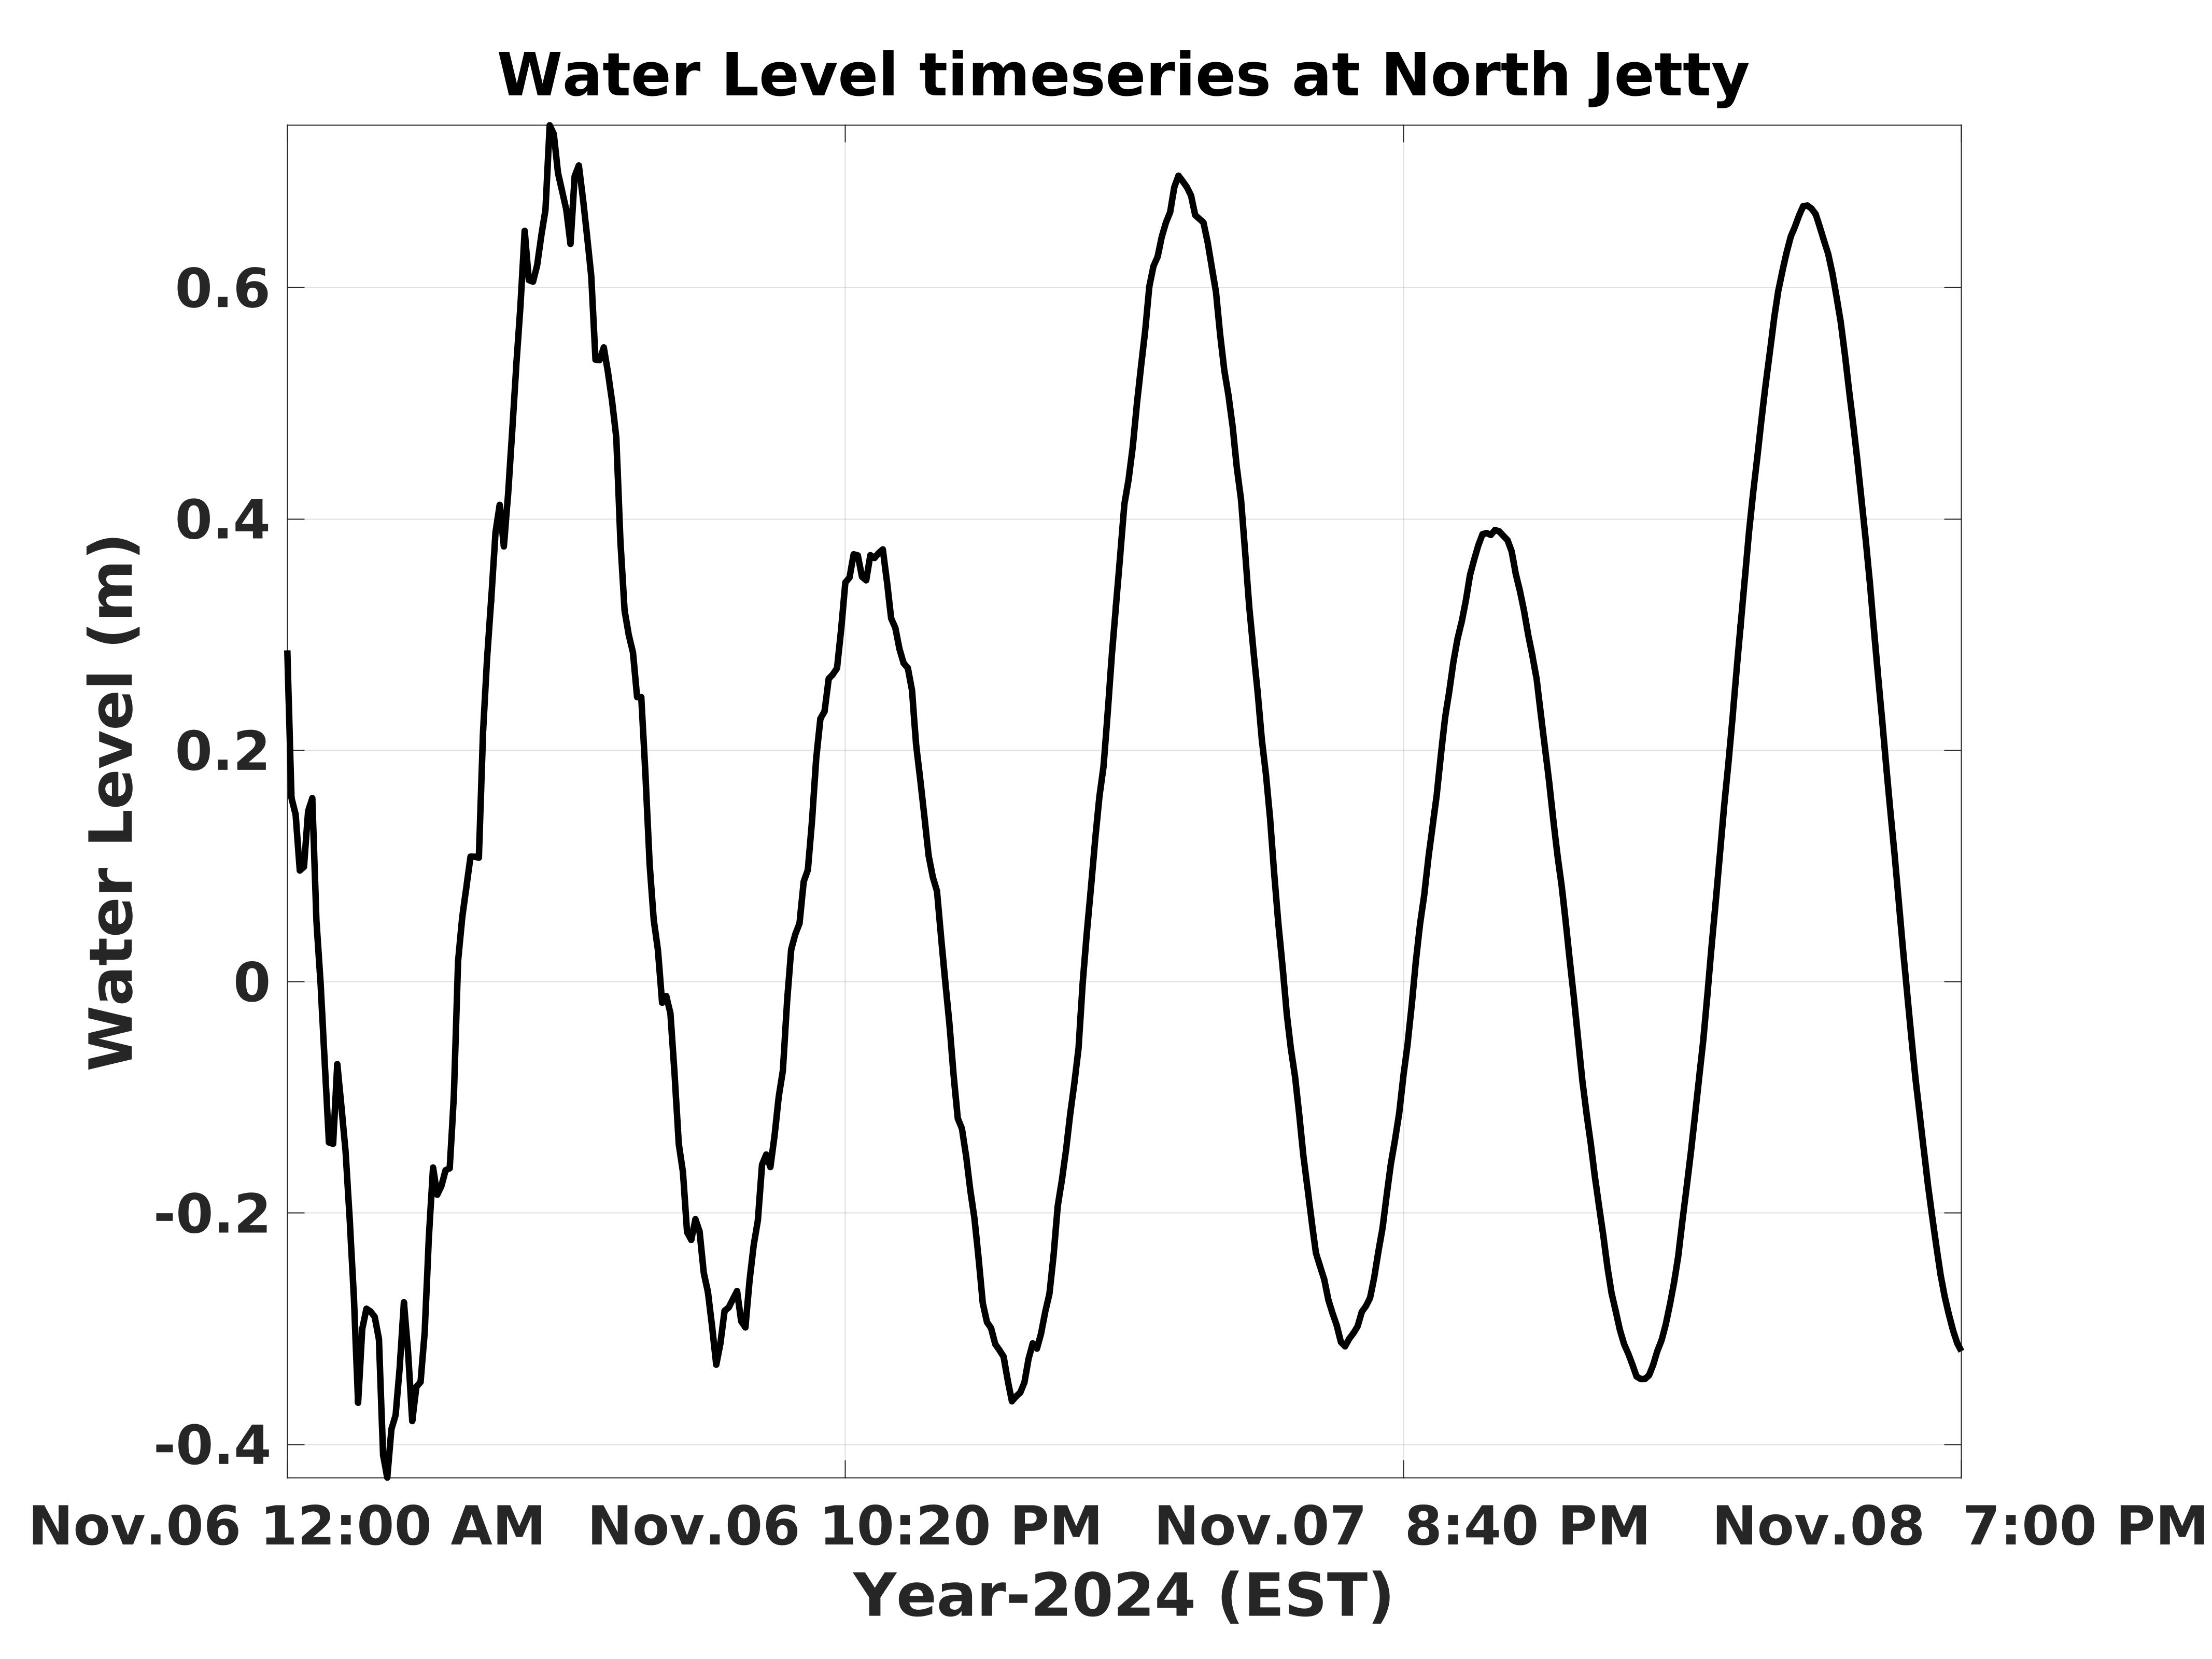 Water Level timeseries at North Jetty
Water Level (m)
0.6
0.4
0.2
0
-0.2
-0.4
Nov.06 12:00 AM Nov.06 10:20 PM Nov.07 8:40 PM Nov.08 7:00 PM
Year-2024 (EST)